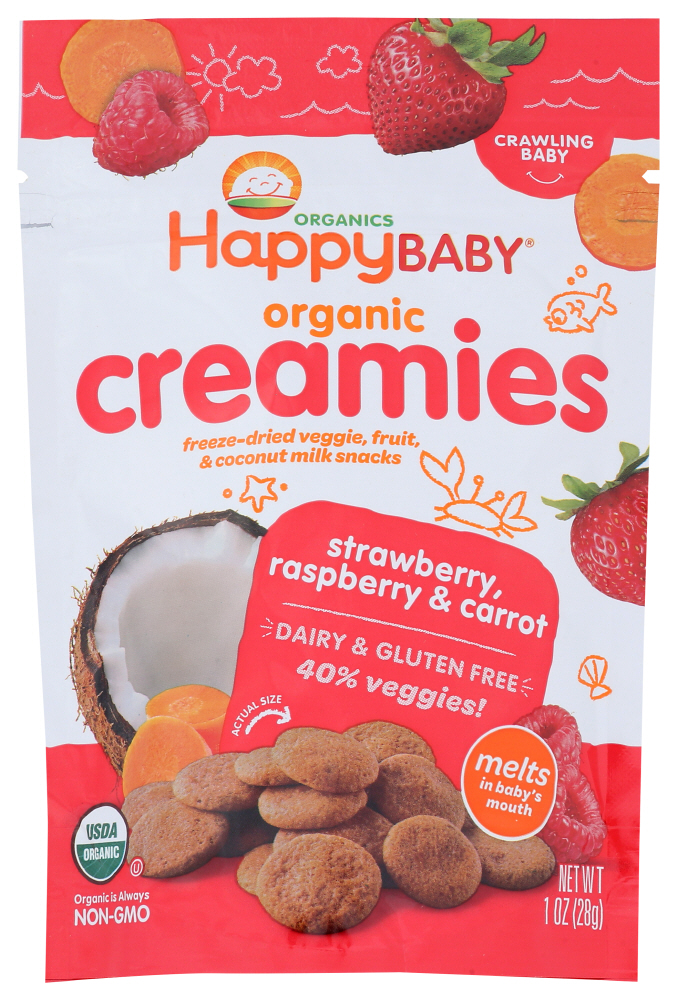 CRAWLING
BABY
ORGANICS
HappyBABY®
organic
creamies
freeze-dried veggie, fruit,
& coconut milk snacks
strawberry,
raspberry & carrot
DAIRY & GLUTEN FREE
40% veggies!
ACTUAL SIZE
melts
in baby's
mouth
USDA
ORGANIC
U
Organic is Always
NON-GMO
NET WT
1 OZ (28g)